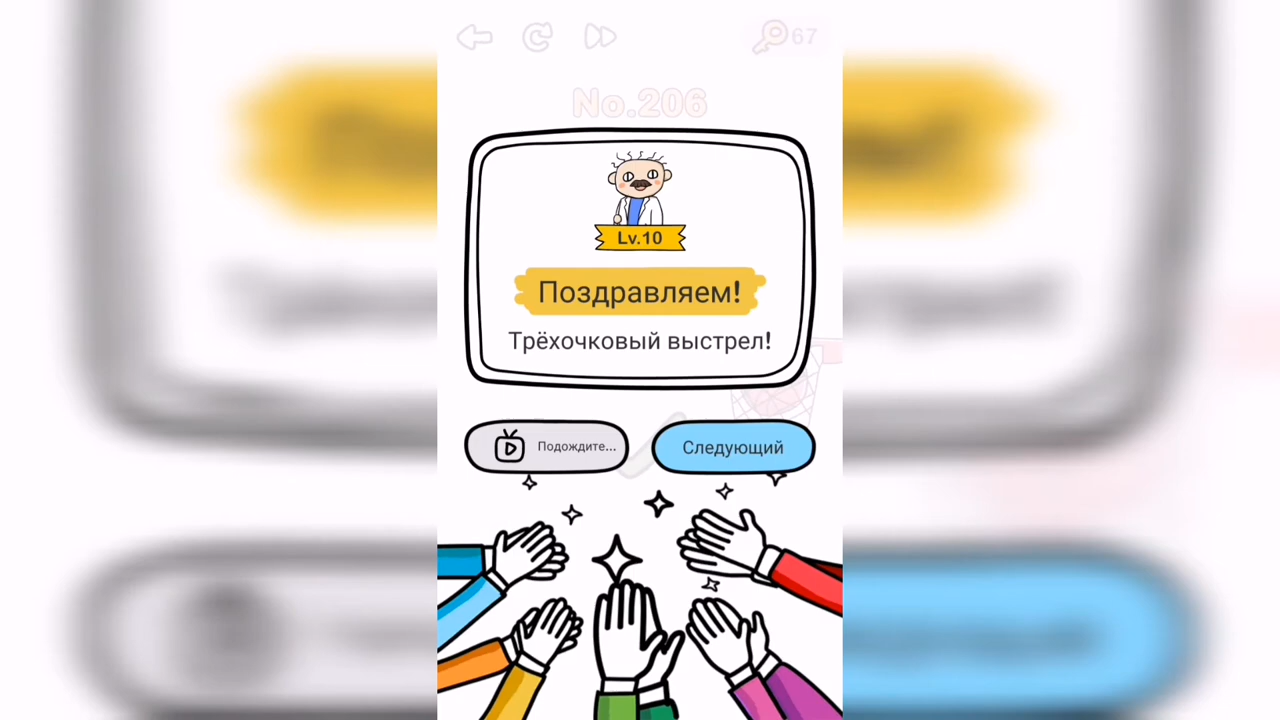 67
No.206
Lv.10
Поздравляем!
Трёхочковый выстрел!
Подождите...
Следующий